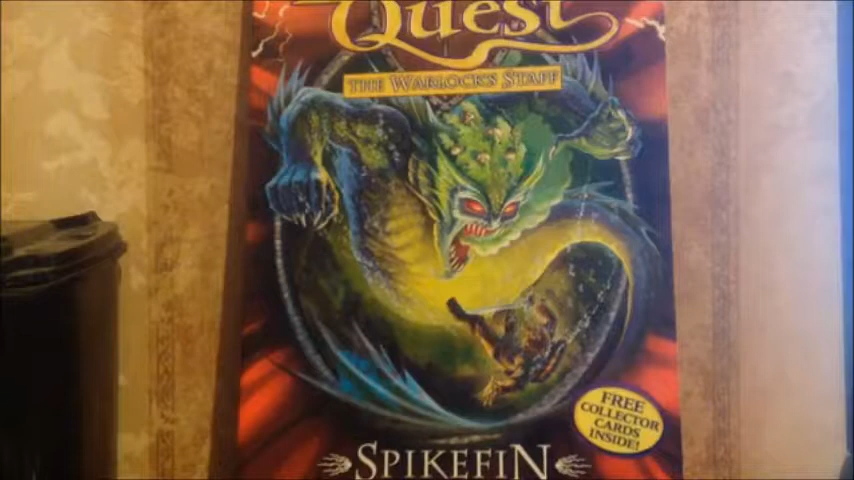 Quest
THE WARLOCK'S STAFF
FREE
COLLECTOR
CARDS
INSIDE!
SPIKEFIN